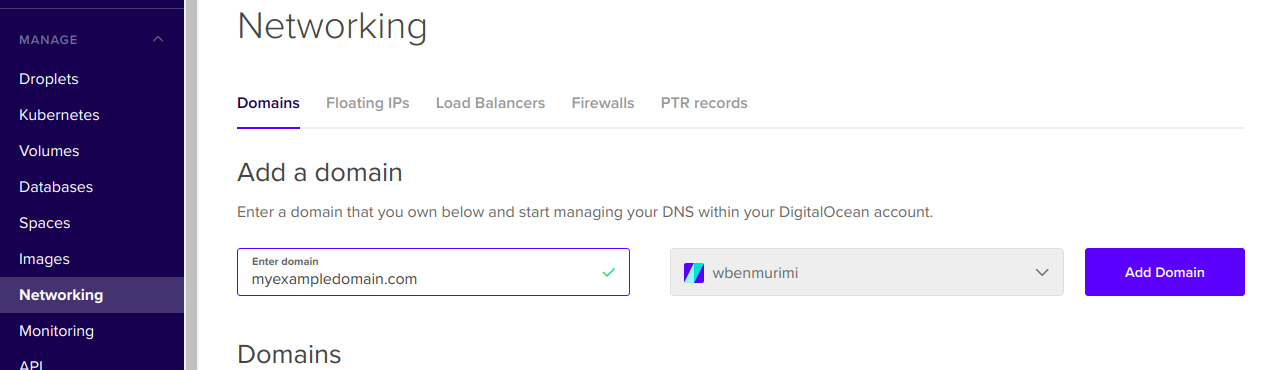 Networking
MANAGE
Droplets
Kubernetes
Volumes
Databases
Spaces
Images
Networking
Monitoring
API
Domains Floating IPs Load Balancers Firewalls PTR records
Add a domain
Enter a domain that you own below and start managing your DNS within your DigitalOcean account.
Enter domain
myexampledomain.com
wbenmurimi
Add Domain
Domains